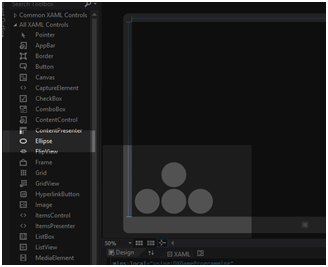 Search Toolbox
Common XAML Controls
All XAML Controls
Pointer
AppBar
Border
Button
Canvas
CaptureElement
CheckBox
ComboBox
ContentControl
ContentPresenter
Ellipse
FlipView
Frame
Grid
GridView
HyperlinkButton
Image
ItemsControl
ItemsPresenter
ListBox
ListView
MediaElement
50%
Design
XAML